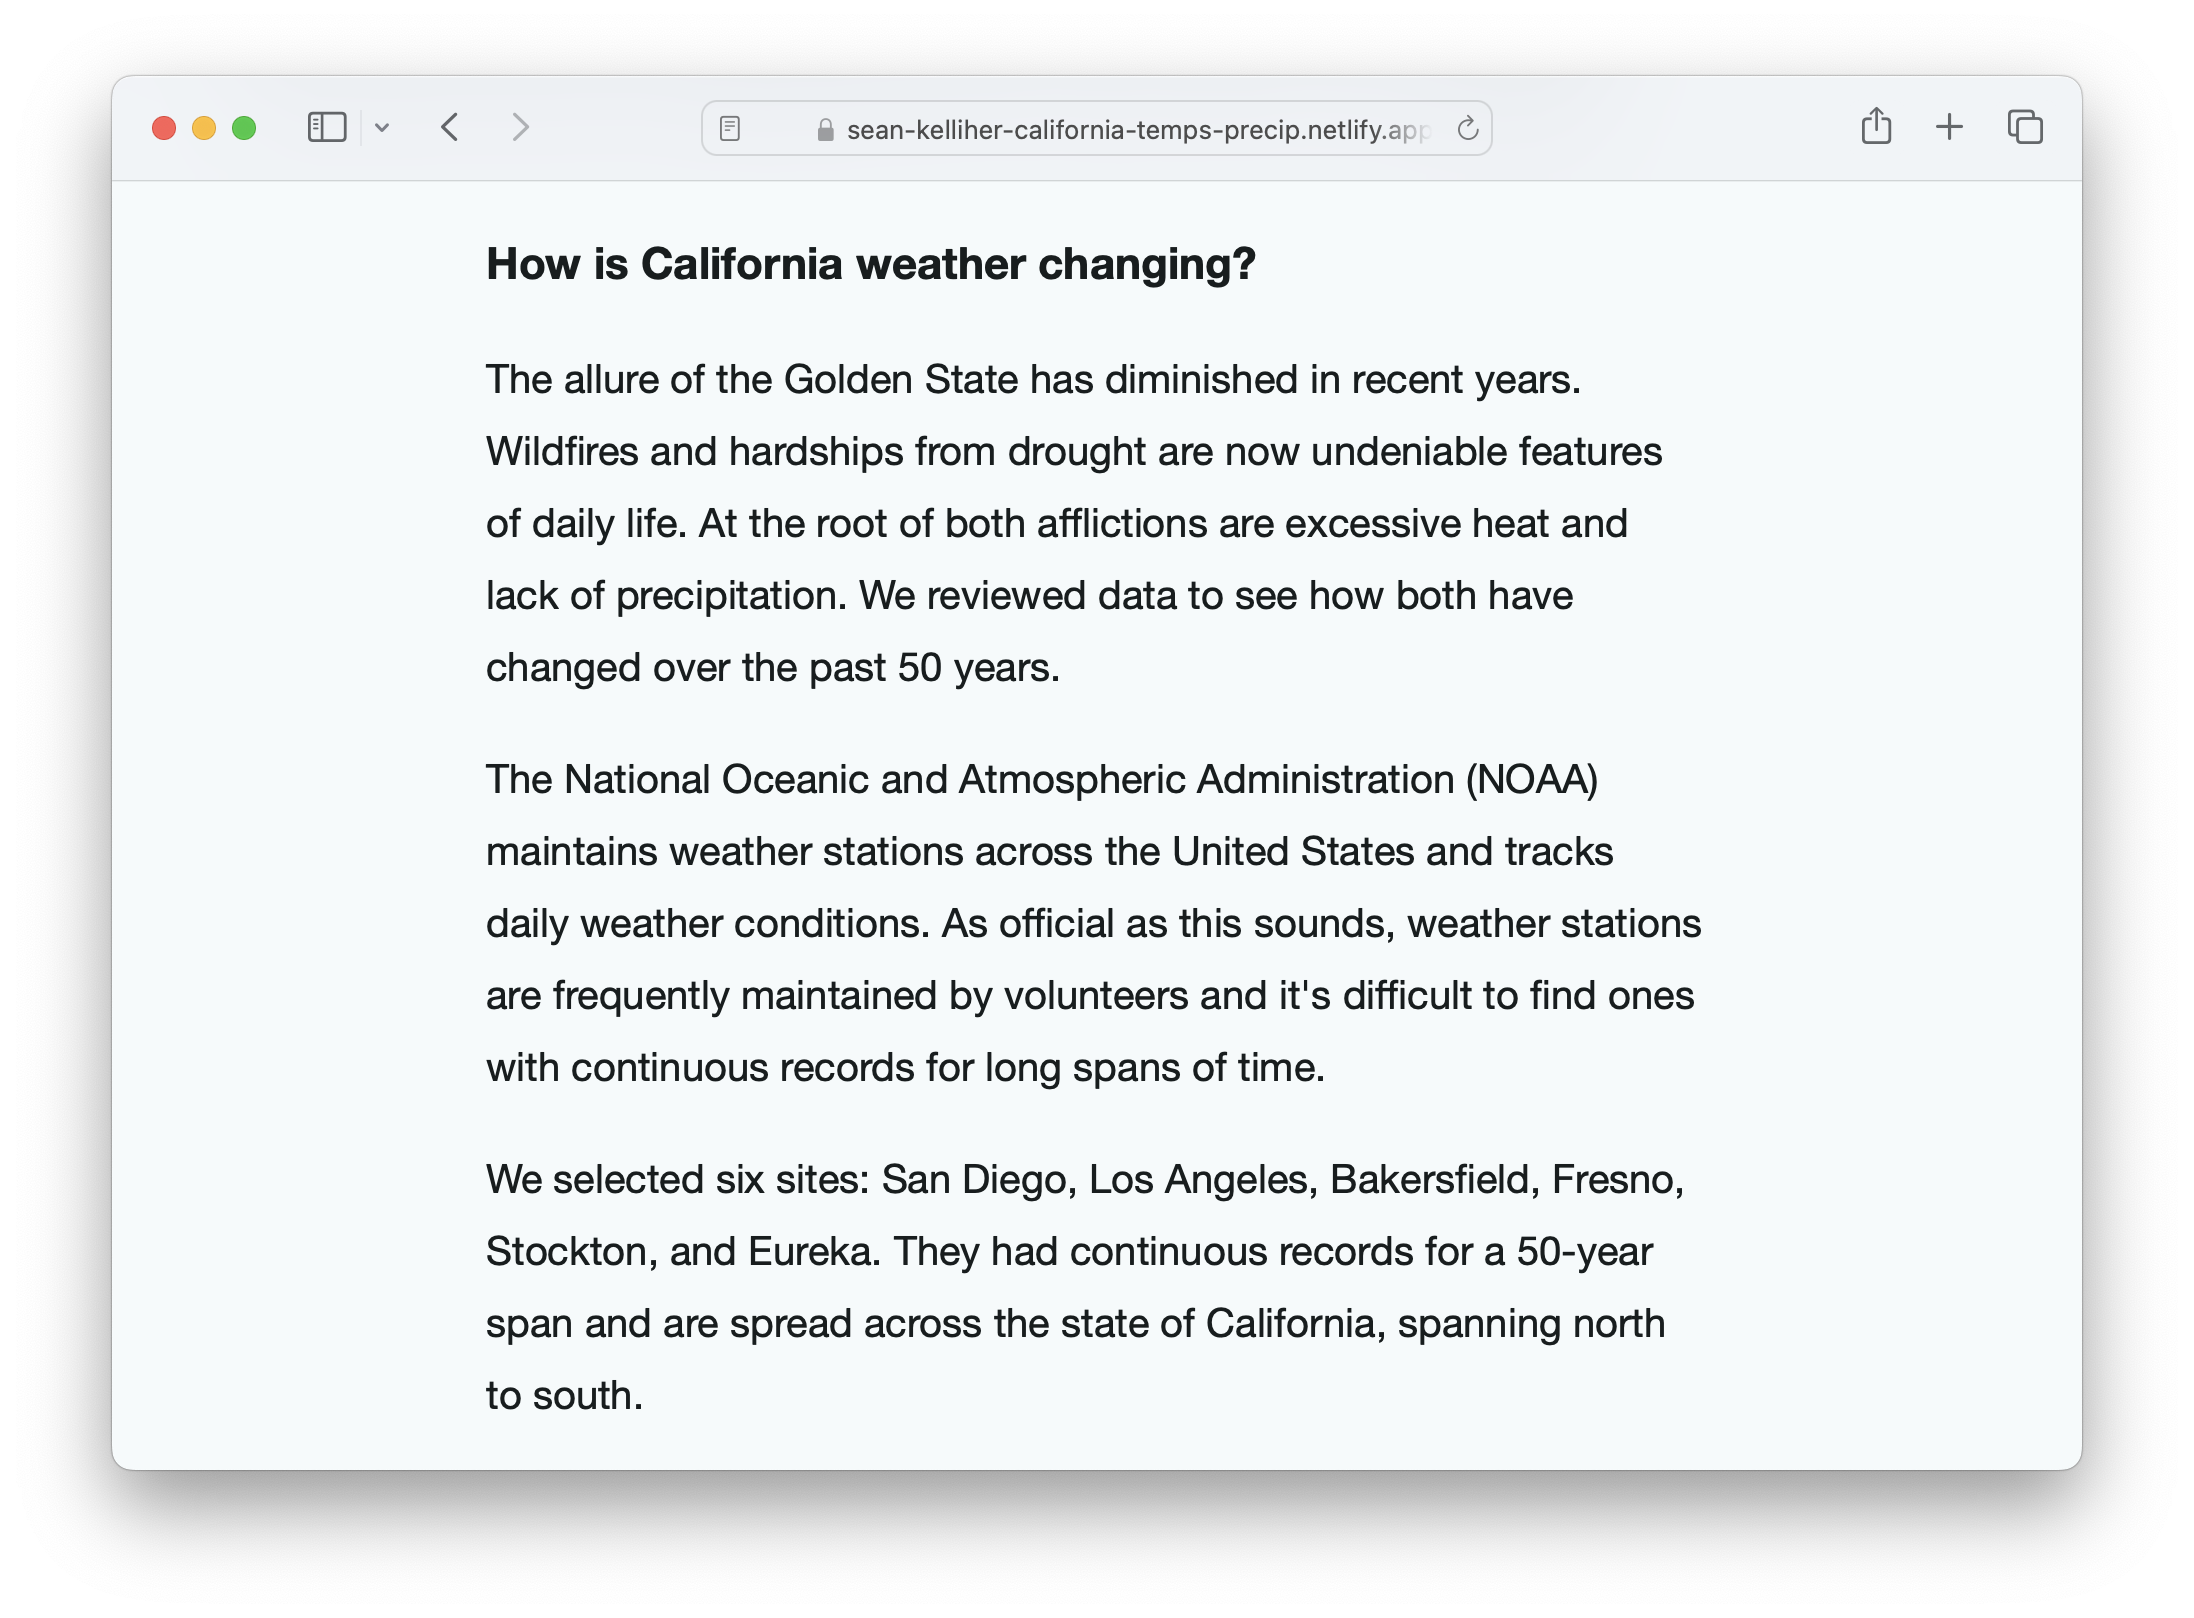 sean-kelliher-california-temps-precip.netlify.app
How is California weather changing?
The allure of the Golden State has diminished in recent years.
Wildfires and hardships from drought are now undeniable features
of daily life. At the root of both afflictions are excessive heat and
lack of precipitation. We reviewed data to see how both have
changed over the past 50 years.
The National Oceanic and Atmospheric Administration (NOAA)
maintains weather stations across the United States and tracks
daily weather conditions. As official as this sounds, weather stations
are frequently maintained by volunteers and it's difficult to find ones
with continuous records for long spans of time.
We selected six sites: San Diego, Los Angeles, Bakersfield, Fresno,
Stockton, and Eureka. They had continuous records for a 50-year
span and are spread across the state of California, spanning north
to south.